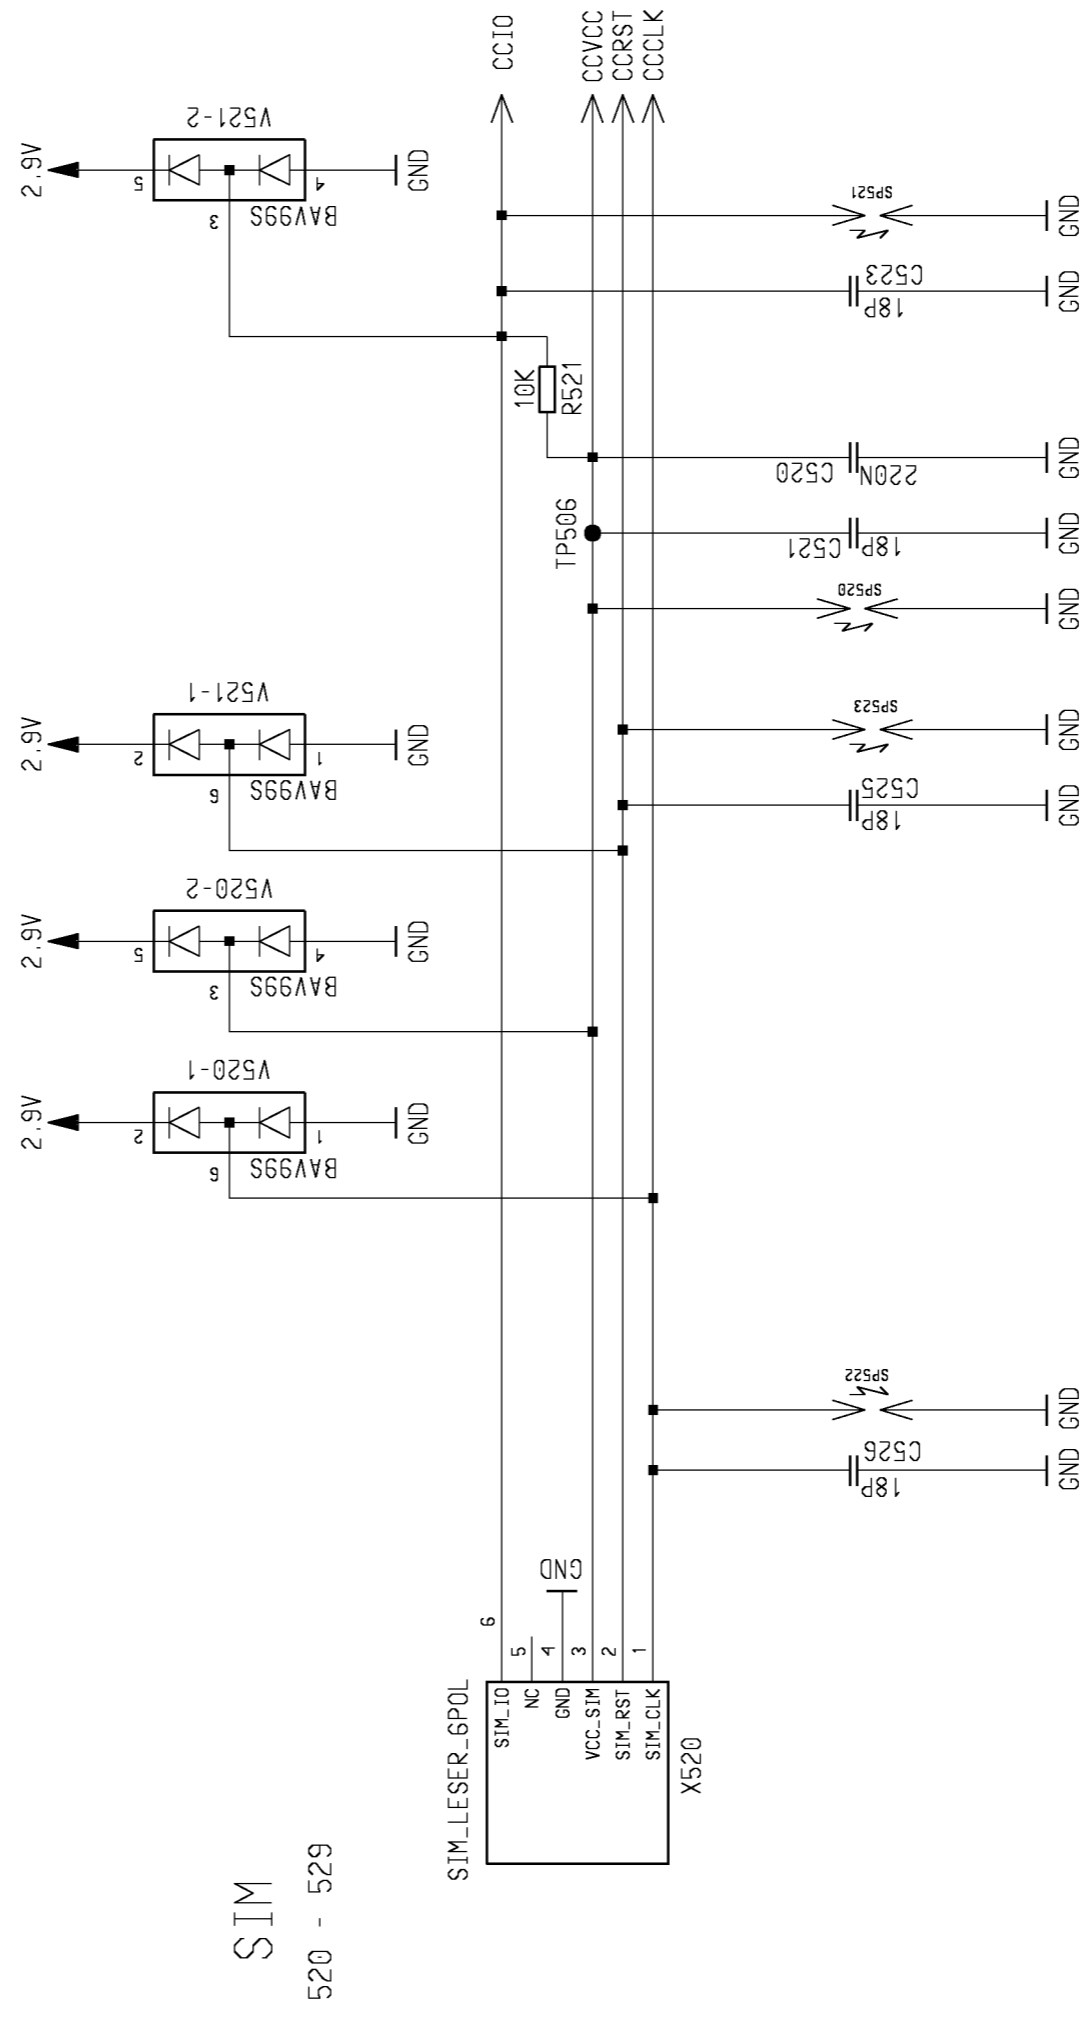 SIM
520 - 529
SIM_LESER_6POL
X520
SIM_IO
NC
GND
VCC_SIM
SIM_RST
SIM_CLK
6
5
4
3
2
1
GND
2.9V
V520-1
2
1
6
BAV99S
GND
2.9V
V520-2
5
4
3
BAV99S
GND
2.9V
V521-1
2
1
6
BAV99S
GND
2.9V
V521-2
5
4
3
BAV99S
GND
CCIO
CCVCC
CCRST
CCCLK
10K
R521
TP506
C526
18P
GND
SP522
GND
C525
18P
GND
SP523
GND
SP520
GND
C521
18P
GND
C520
220N
GND
C523
18P
GND
SP521
GND